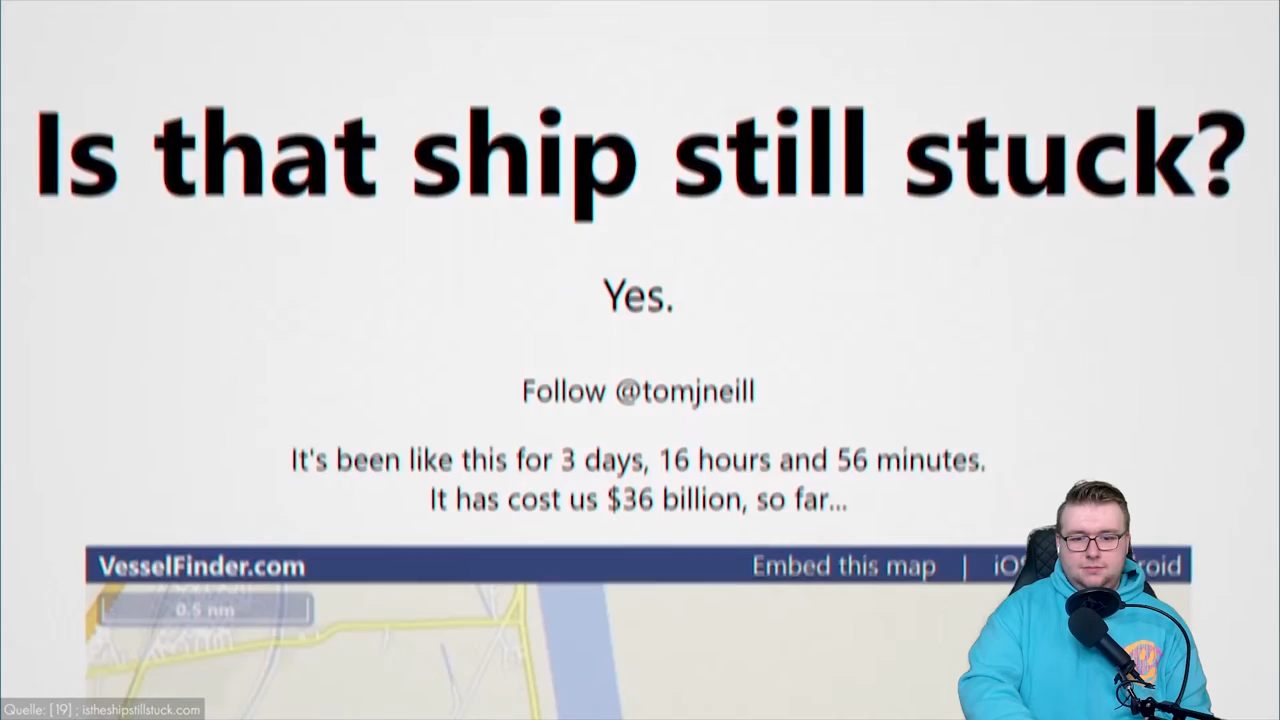 Is that ship still stuck?
Yes.
Follow @tomjneill
It's been like this for 3 days, 16 hours and 56 minutes.
It has cost us $36 billion, so far...
VesselFinder.com
Embed this map | iO
roid
0.5 nm
Quelle: [19] ; istheshipstillstuck.com